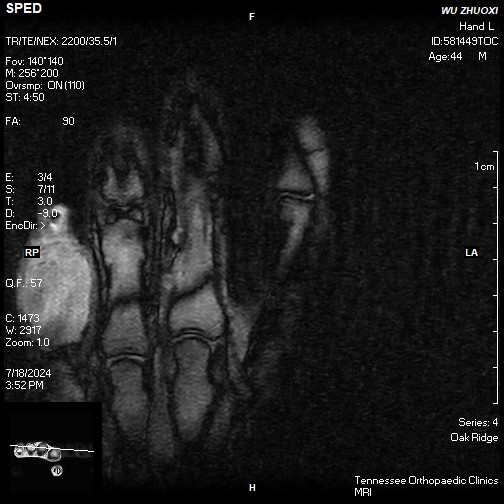 SPED
F
WU ZHUOXI
Hand L
TR/TE/NEX: 2200/35.5/1
ID:581449TOC
Age:44 M
Fov: 140*140
M: 256*200
Ovrsmp: ON (110)
ST: 4:50
FA: 90
1cm
E: 3/4
S: 7/11
T: 3.0
D: -9.0
EncDir: >
RP
LA
Q.F.: 57
C: 1473
W: 2917
Zoom: 1.0
7/18/2024
3:52 PM
Series: 4
Oak Ridge
H
Tennessee Orthopaedic Clinics
MRI